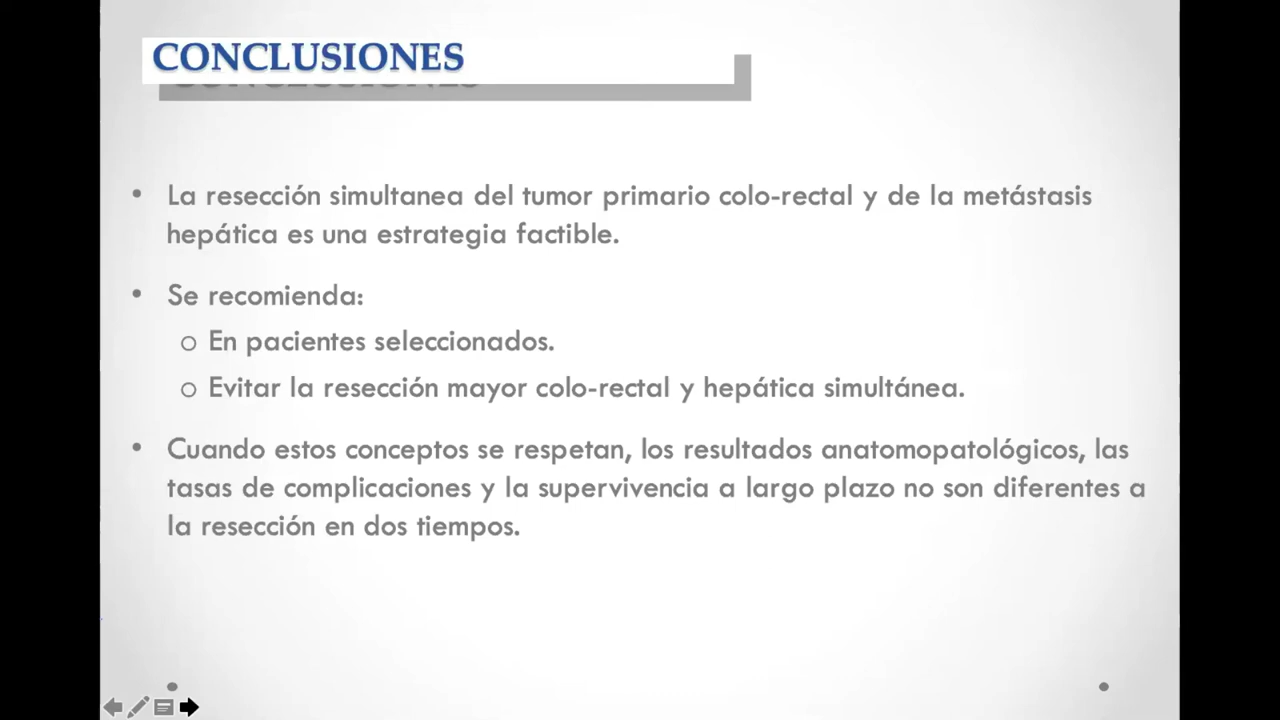 CONCLUSIONES
• La resección simultanea del tumor primario colo-rectal y de la metástasis
hepática es una estrategia factible.
• Se recomienda:
o En pacientes seleccionados.
o Evitar la resección mayor colo-rectal y hepática simultánea.
• Cuando estos conceptos se respetan, los resultados anatomopatológicos, las
tasas de complicaciones y la supervivencia a largo plazo no son diferentes a
la resección en dos tiempos.